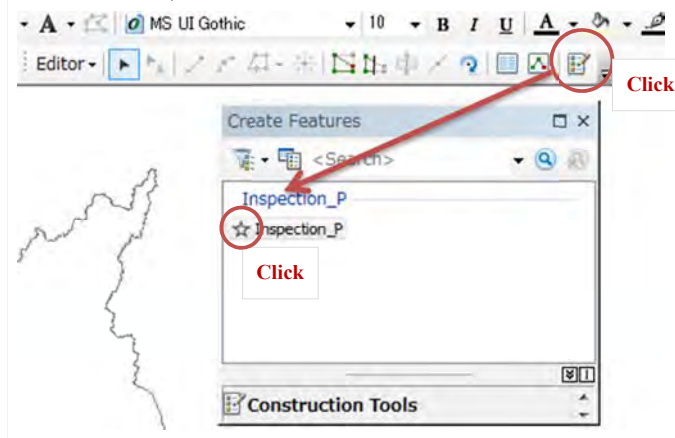 A MS UI Gothic 10 B I U A
Editor
Click
Create Features
<Search>
Inspection_P
Inspection_P
Click
Construction Tools